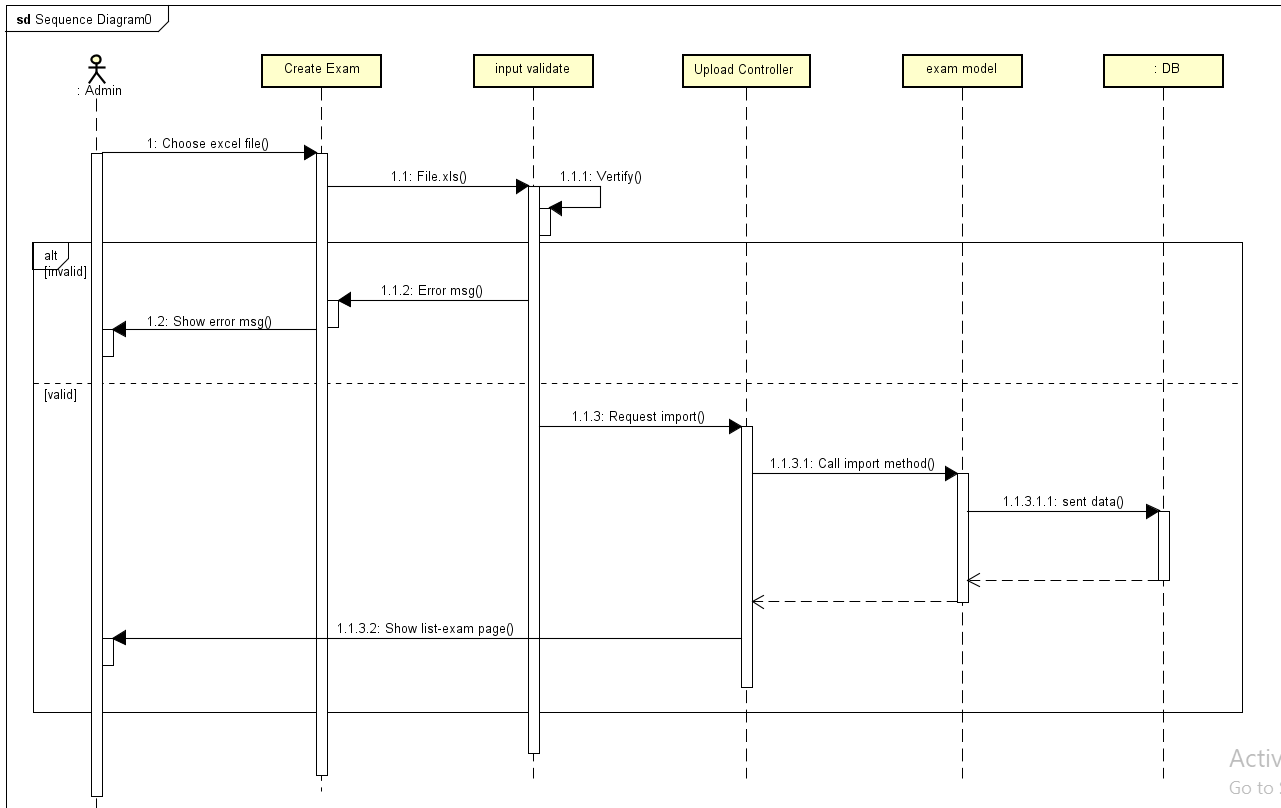 sd Sequence Diagram0
: Admin
Create Exam
input validate
Upload Controller
exam model
: DB
1: Choose excel file()
1.1: File.xls()
1.1.1: Vertify()
alt
[invalid]
1.1.2: Error msg()
1.2: Show error msg()
[valid]
1.1.3: Request import()
1.1.3.1: Call import method()
1.1.3.1.1: sent data()
1.1.3.2: Show list-exam page()
Activ
Go to